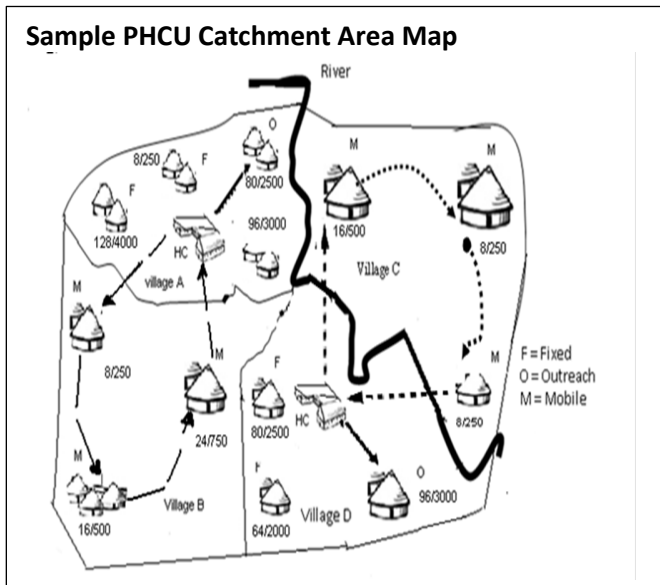 Sample PHCU Catchment Area Map
River
O
8/250
F
M
M
F
80/2500
128/4000
96/3000
16/500
8/250
HC
village A
Village C
M
M
8/250
M
F
F = Fixed
O = Outreach
M = Mobile
24/750
80/2500
HC
8/250
M
F
O
16/500
Village B
64/2000
Village D
96/3000